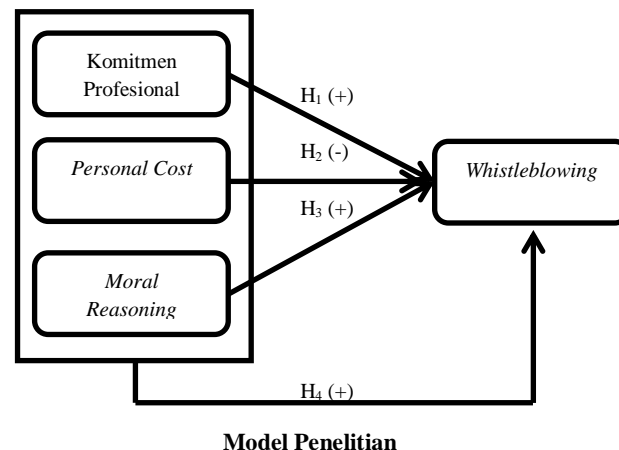 Komitmen
Profesional
H₁ (+)
Personal Cost
H₂ (-)
Whistleblowing
H₃ (+)
Moral
Reasoning
H₄ (+)
Model Penelitian